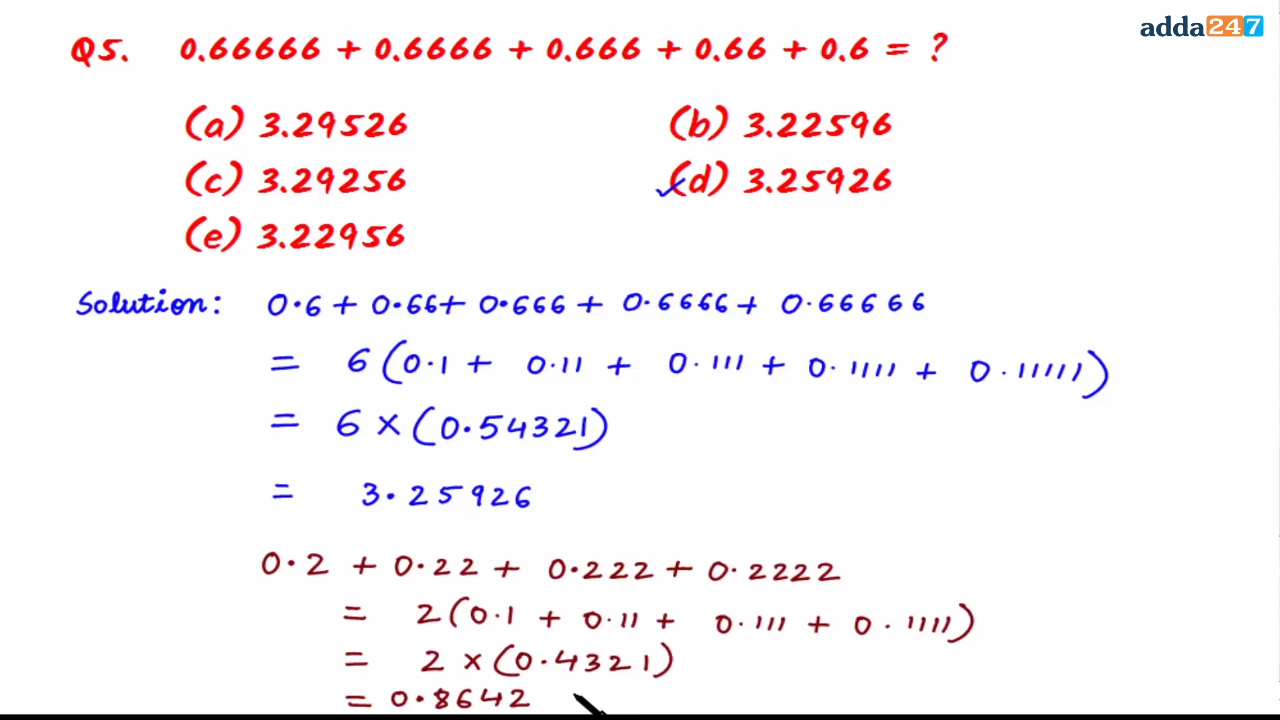 adda247
Q5. 0.66666 + 0.6666 + 0.666 + 0.66 + 0.6 = ?
(a) 3.29526 (b) 3.22596
(c) 3.29256 (d) 3.25926
(e) 3.22956
Solution: 0.6 + 0.66 + 0.666 + 0.6666 + 0.66666
= 6 (0.1 + 0.11 + 0.111 + 0.1111 + 0.11111)
= 6 × (0.54321)
= 3.25926
0.2 + 0.22 + 0.222 + 0.2222
= 2 (0.1 + 0.11 + 0.111 + 0.1111)
= 2 × (0.4321)
= 0.8642